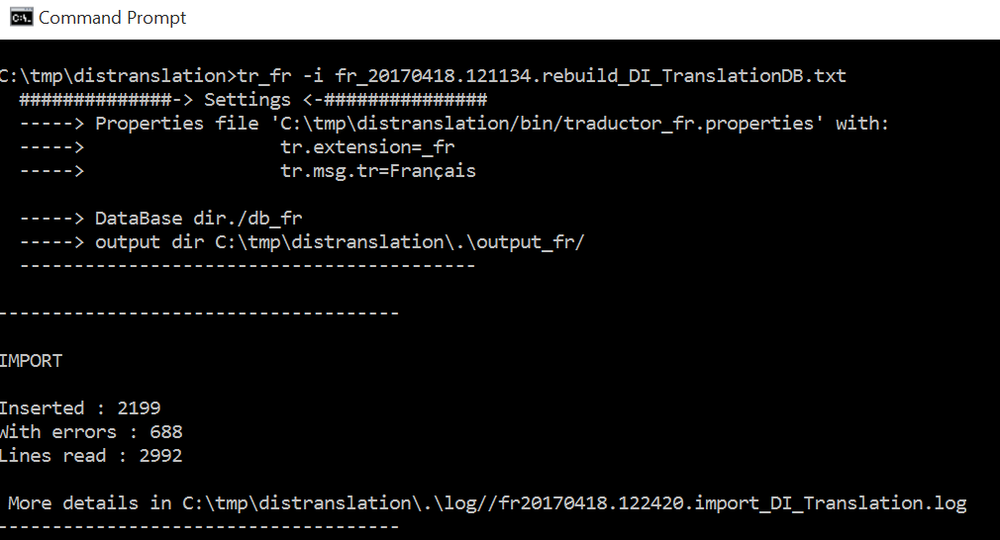 Command Prompt
C:\tmp\distranslation>tr_fr -i fr_20170418.121134.rebuild_DI_TranslationDB.txt
##############-> Settings <-###############
-----> Properties file 'C:\tmp\distranslation/bin/traductor_fr.properties' with:
-----> tr.extension=_fr
-----> tr.msg.tr=Français
-----> DataBase dir./db_fr
-----> output dir C:\tmp\distranslation\.\output_fr/
------------------------------------------
-------------------------------------
IMPORT
Inserted : 2199
With errors : 688
Lines read : 2992
More details in C:\tmp\distranslation\.\log//fr20170418.122420.import_DI_Translation.log
-------------------------------------